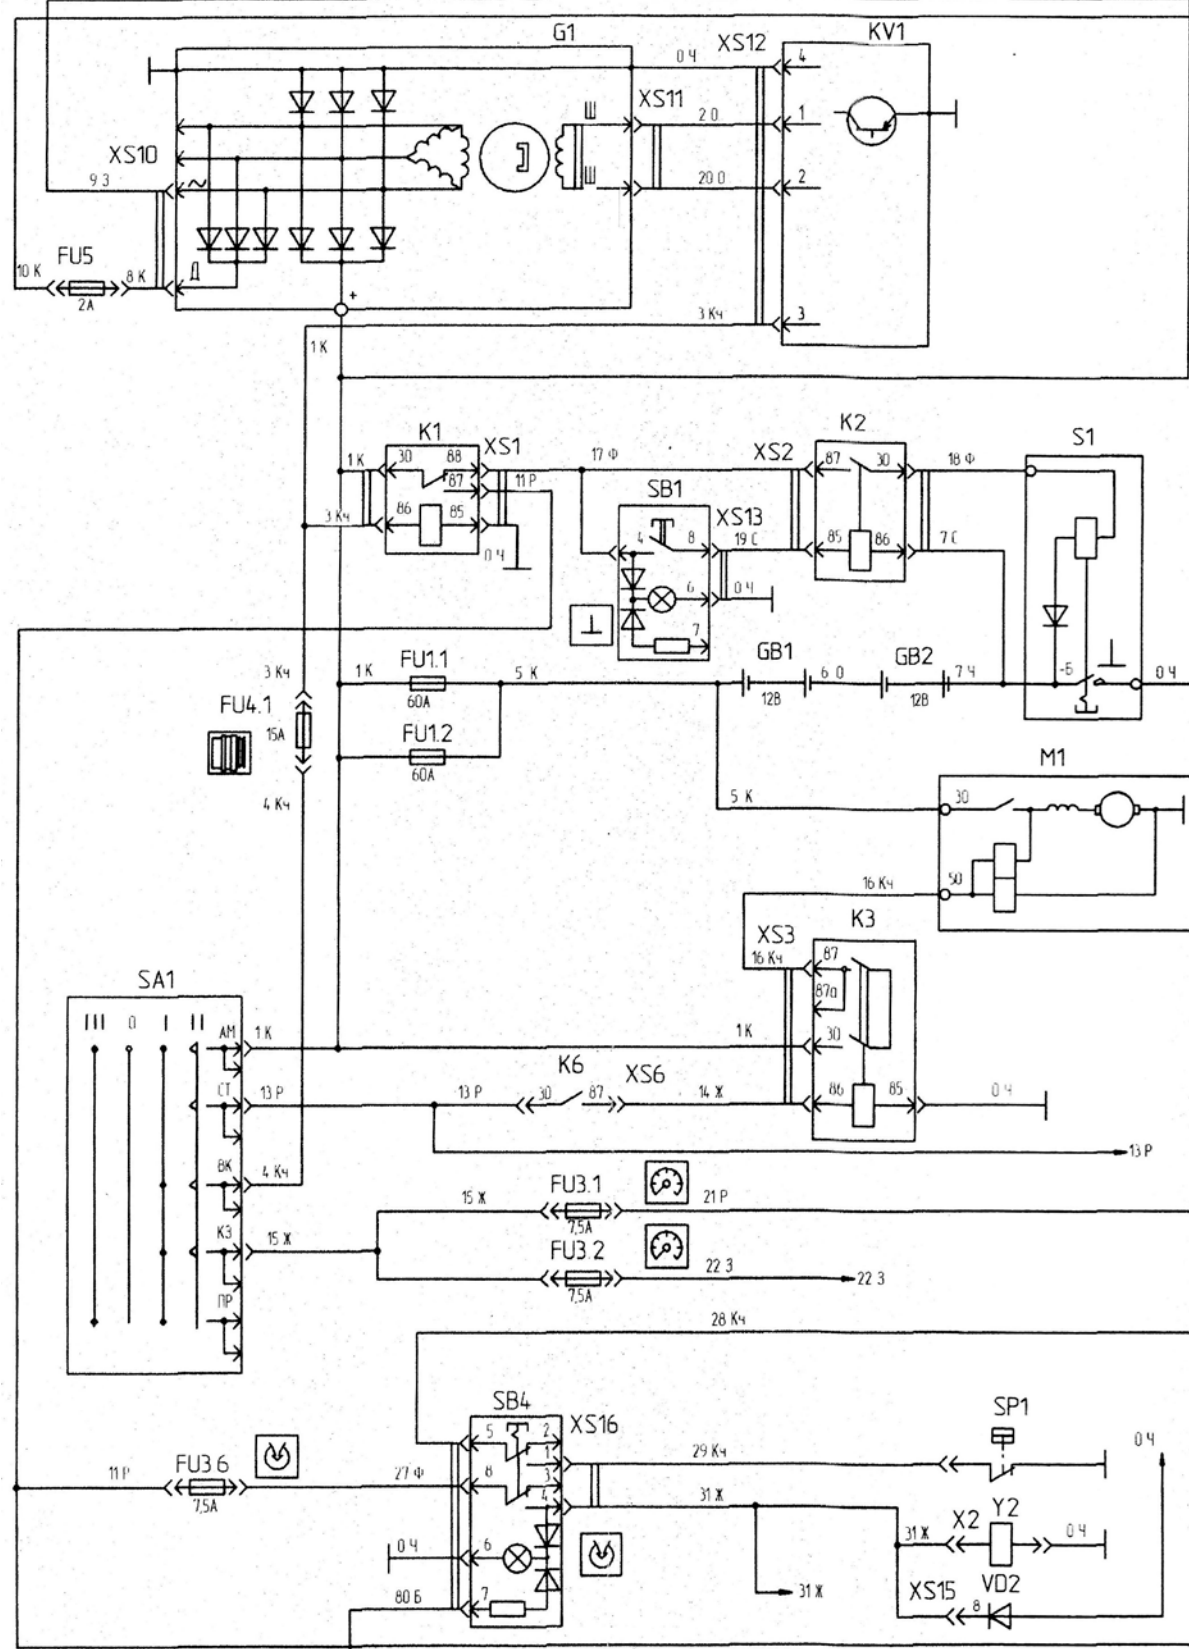 G1
XS12
KV1
0 Ч
4
Ш
XS11
2 О
1
XS10
9 З
~
Ш
20 О
2
FU5
10 К
8 К
Д
2А
+
3 Кч
3
1 К
K1
XS1
K2
S1
1 К
30
88
17 Ф
XS2
87
30
18 Ф
87
11 Р
SB1
XS13
3 Кч
86
85
4
8
19 С
85
86
7 С
0 Ч
6
0 Ч
7
3 Кч
1 К
FU1.1
5 К
GB1
6 О
GB2
7 Ч
-Б
0 Ч
60А
12В
12В
FU4.1
15А
FU1.2
60А
M1
4 Кч
5 К
30
16 Кч
50
XS3
K3
16 Кч
87
SA1
87а
III
0
I
II
АМ
1 К
1 К
30
СТ
13 Р
13 Р
K6
30
87
XS6
14 Ж
86
85
0 Ч
13 Р
ВК
4 Кч
15 Ж
FU3.1
21 Р
7,5А
КЗ
15 Ж
FU3.2
22 З
22 З
7,5А
ПР
28 Кч
SB4
XS16
SP1
5
2
0 Ч
1
29 Кч
11 Р
FU3 6
27 Ф
8
3
7,5А
4
31 Ж
31 Ж
X2
Y2
0 Ч
0 Ч
6
31 Ж
XS15
VD2
8
80 Б
7